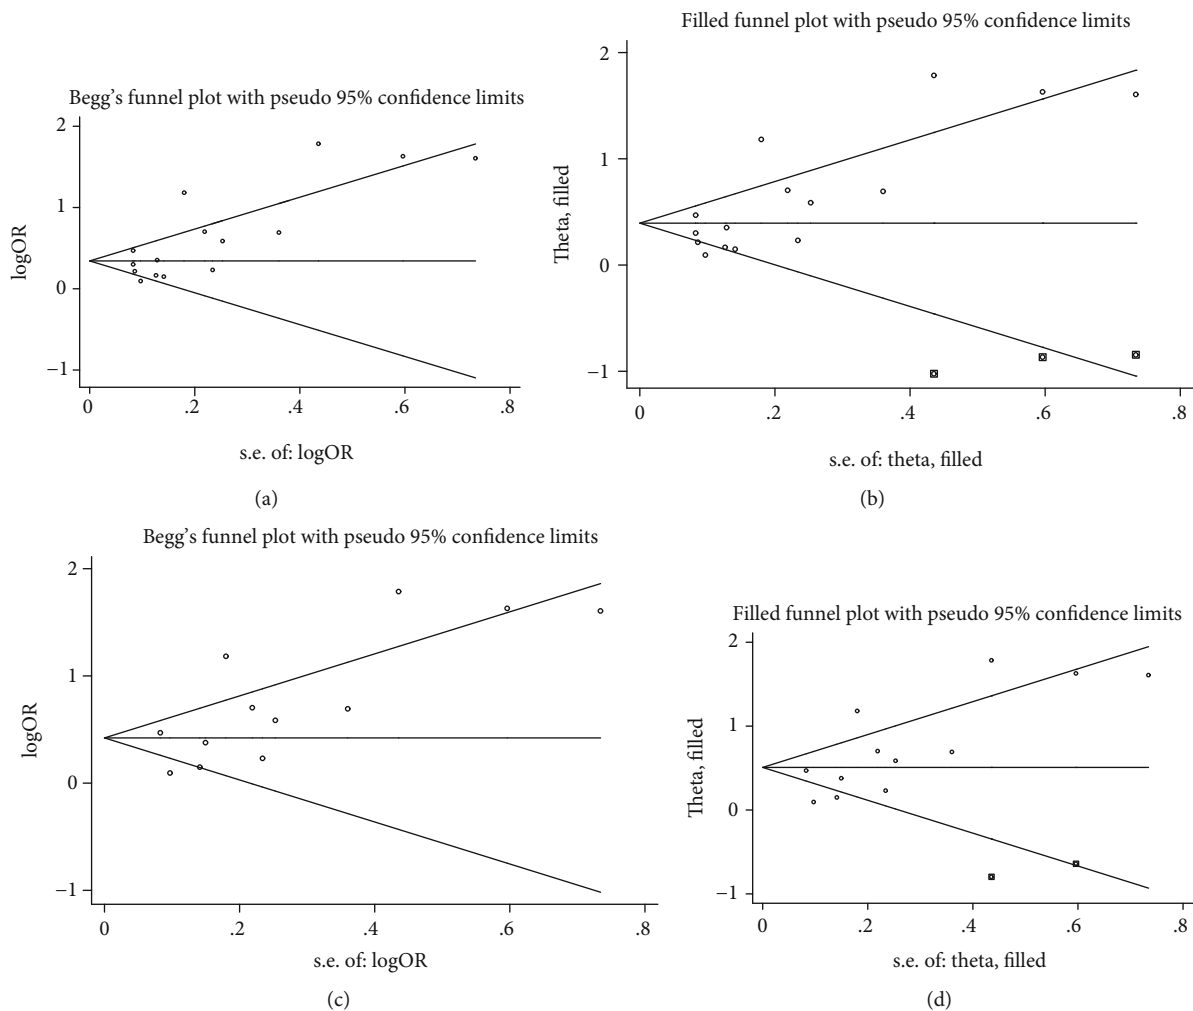 Begg's funnel plot with pseudo 95% confidence limits
2
1
0
−1
logOR
0 .2 .4 .6 .8
s.e. of: logOR
(a)
Filled funnel plot with pseudo 95% confidence limits
2
1
0
−1
Theta, filled
0 .2 .4 .6 .8
s.e. of: theta, filled
(b)
Begg's funnel plot with pseudo 95% confidence limits
2
1
0
−1
logOR
0 .2 .4 .6 .8
s.e. of: logOR
(c)
Filled funnel plot with pseudo 95% confidence limits
2
1
0
−1
Theta, filled
0 .2 .4 .6 .8
s.e. of: theta, filled
(d)